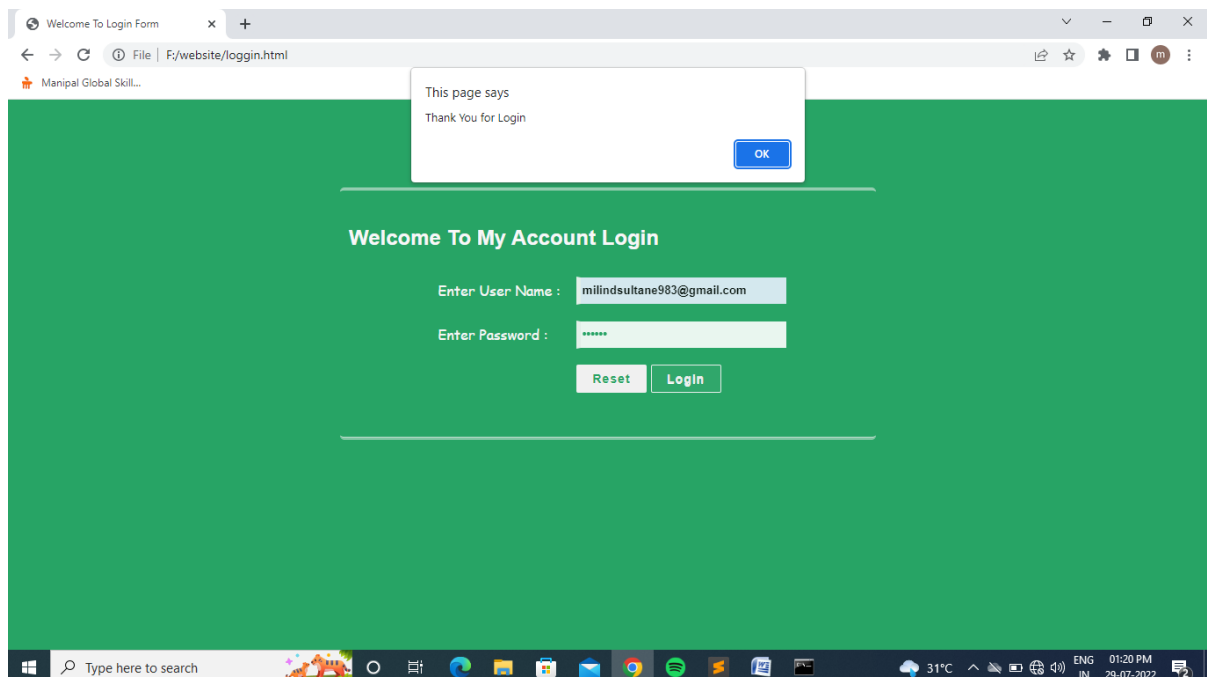 Welcome To Login Form
File | F:/website/loggin.html
m
Manipal Global Skill...
This page says
Thank You for Login
OK
Welcome To My Account Login
Enter User Name : milindsultane983@gmail.com
Enter Password : ••••••
Reset Login
Type here to search
31°C
ENG 01:20 PM
IN 29-07-2022
2